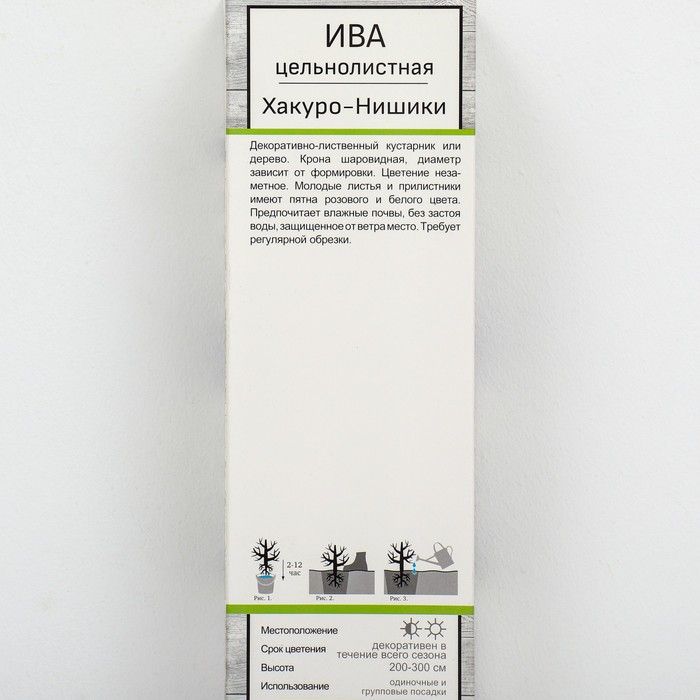 ИВА
цельнолистная
Хакуро-Нишики
Декоративно-лиственный кустарник или
дерево. Крона шаровидная, диаметр
зависит от формировки. Цветение неза-
метное. Молодые листья и прилистники
имеют пятна розового и белого цвета.
Предпочитает влажные почвы, без застоя
воды, защищенное от ветра место. Требует
регулярной обрезки.
2-12
час
Рис. 1.
Рис. 2.
Рис. 3.
Местоположение
Срок цветения декоративен в
течение всего сезона
Высота 200-300 см
Использование одиночные и
групповые посадки